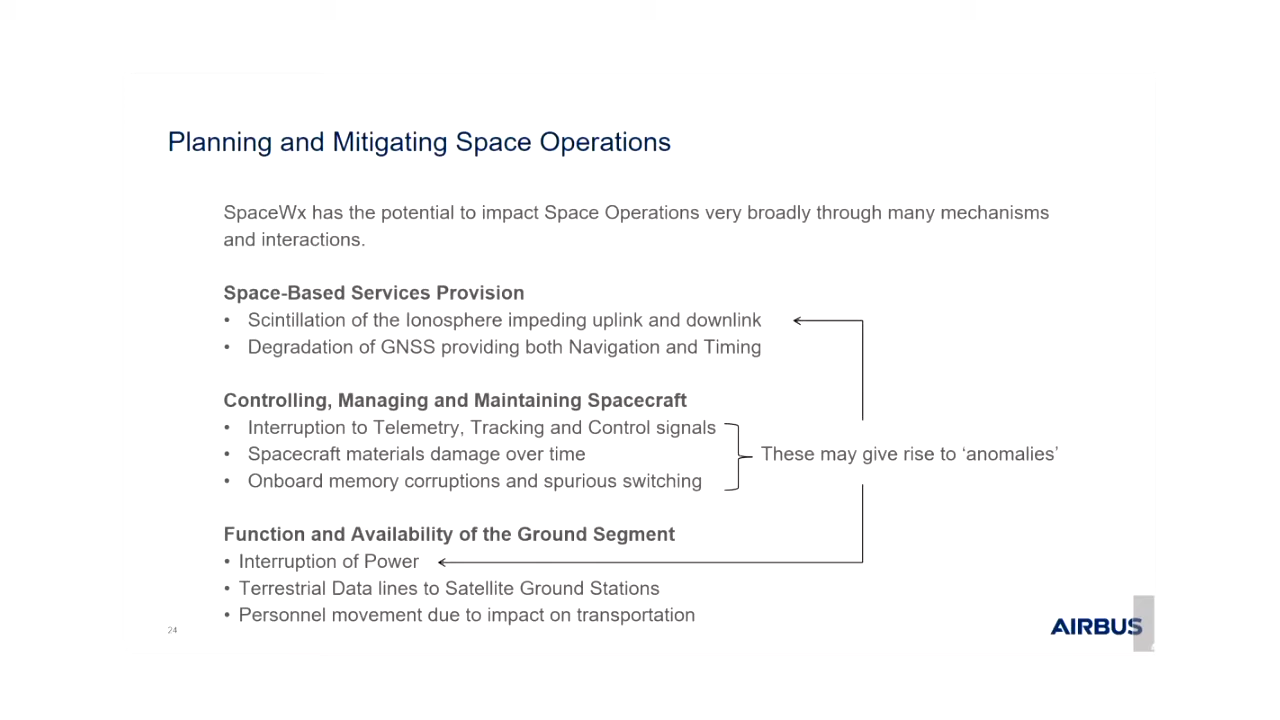 Planning and Mitigating Space Operations
SpaceWx has the potential to impact Space Operations very broadly through many mechanisms
and interactions.
Space-Based Services Provision
• Scintillation of the Ionosphere impeding uplink and downlink
• Degradation of GNSS providing both Navigation and Timing
Controlling, Managing and Maintaining Spacecraft
• Interruption to Telemetry, Tracking and Control signals
• Spacecraft materials damage over time
• Onboard memory corruptions and spurious switching
These may give rise to ‘anomalies’
Function and Availability of the Ground Segment
• Interruption of Power
• Terrestrial Data lines to Satellite Ground Stations
• Personnel movement due to impact on transportation
24
AIRBUS